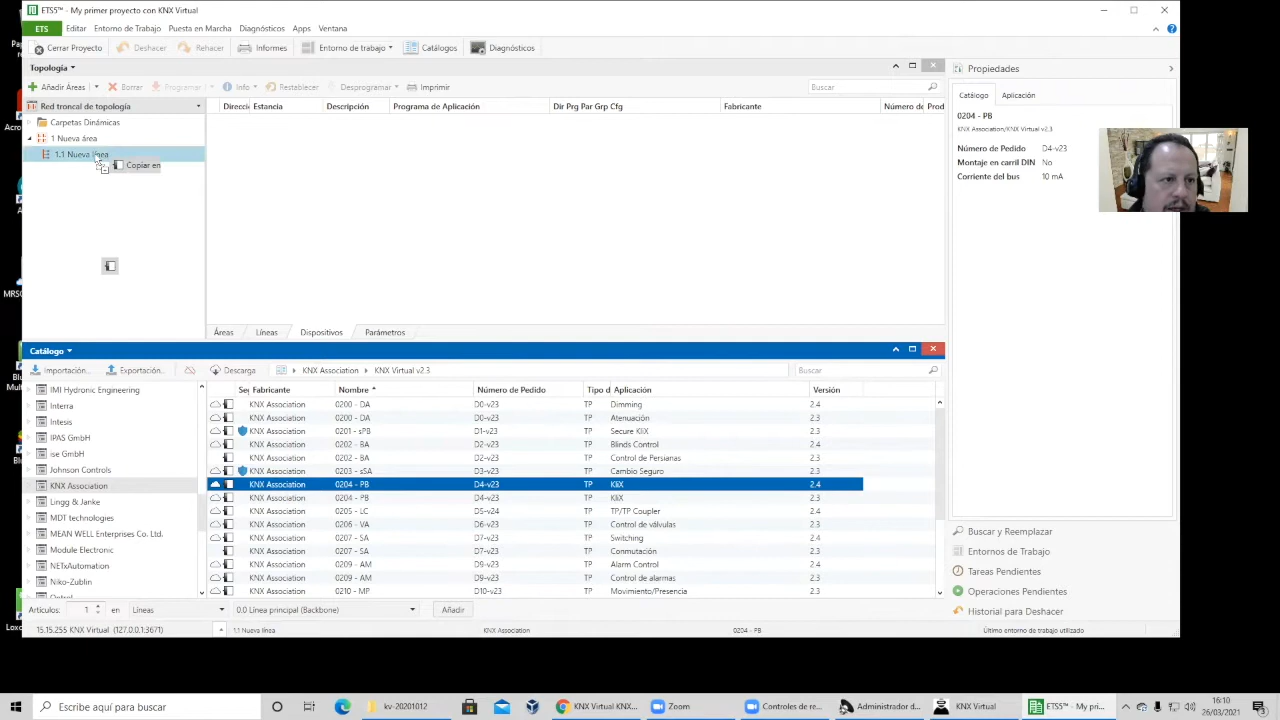 ETS5™ - My primer proyecto con KNX Virtual
ETS Editar Entorno de Trabajo Puesta en Marcha Diagnósticos Apps Ventana
Cerrar Proyecto Deshacer Rehacer Informes Entorno de trabajo Catálogos Diagnósticos
Topología
Añadir Áreas Borrar Programar Info Restablecer Desprogramar Imprimir Buscar
Red troncal de topología
Direcci Estancia Descripción Programa de Aplicación Dir Prg Par Grp Cfg Fabricante Número de Prod
Carpetas Dinámicas
1 Nueva área
1.1 Nueva línea
Copiar en
Áreas Líneas Dispositivos Parámetros
Propiedades
Catálogo Aplicación
0204 - PB
KNX Association/KNX Virtual v2.3
Número de Pedido D4-v23
Montaje en carril DIN No
Corriente del bus 10 mA
Catálogo
Importación... Exportación... Descarga KNX Association KNX Virtual v2.3 Buscar
Fabricante Nombre Número de Pedido Tipo d Aplicación Versión
IMI Hydronic Engineering
Interra
Intesis
IPAS GmbH
ise GmbH
Johnson Controls
KNX Association
Lingg & Janke
MDT technologies
MEAN WELL Enterprises Co. Ltd.
Module Electronic
NETxAutomation
Niko-Zublin
KNX Association 0200 - DA D0-v23 TP Dimming 2.4
KNX Association 0200 - DA D0-v23 TP Atenuación 2.3
KNX Association 0201 - sPB D1-v23 TP Secure KliX 2.3
KNX Association 0202 - BA D2-v23 TP Blinds Control 2.4
KNX Association 0202 - BA D2-v23 TP Control de Persianas 2.3
KNX Association 0203 - sSA D3-v23 TP Cambio Seguro 2.3
KNX Association 0204 - PB D4-v23 TP KliX 2.4
KNX Association 0204 - PB D4-v23 TP KliX 2.3
KNX Association 0205 - LC D5-v24 TP TP/TP Coupler 2.4
KNX Association 0206 - VA D6-v23 TP Control de válvulas 2.3
KNX Association 0207 - SA D7-v23 TP Switching 2.4
KNX Association 0207 - SA D7-v23 TP Conmutación 2.3
KNX Association 0209 - AM D9-v23 TP Alarm Control 2.4
KNX Association 0209 - AM D9-v23 TP Control de alarmas 2.3
KNX Association 0210 - MP D10-v23 TP Movimiento/Presencia 2.3
Artículos: 1 en Líneas 0.0 Línea principal (Backbone) Añadir
Buscar y Reemplazar
Entornos de Trabajo
Tareas Pendientes
Operaciones Pendientes
Historial para Deshacer
15.15.255 KNX Virtual (127.0.0.1:3671) 1.1 Nueva línea KNX Association 0204 - PB Último entorno de trabajo utilizado
Escribe aquí para buscar kv-20201012 KNX Virtual KNX... Zoom Controles de re... Administrador d... KNX Virtual ETS5™ - My pri...
16:10
26/03/2021